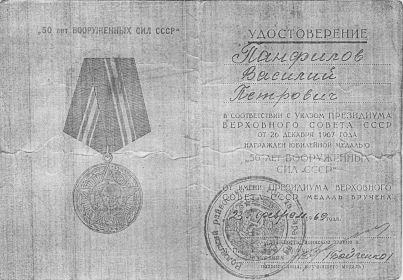 „50 лет ВООРУЖЕННЫХ СИЛ СССР“
УДОСТОВЕРЕНИЕ
Панфилов
Василий
Петрович
В СООТВЕТСТВИИ С УКАЗОМ ПРЕЗИДИУМА
ВЕРХОВНОГО СОВЕТА СССР
ОТ 26 ДЕКАБРЯ 1967 ГОДА
НАГРАЖДЕН ЮБИЛЕЙНОЙ МЕДАЛЬЮ
„50 ЛЕТ ВООРУЖЕННЫХ
СИЛ СССР“
ОТ ИМЕНИ ПРЕЗИДИУМА ВЕРХОВНОГО
СОВЕТА СССР МЕДАЛЬ ВРУЧЕНА
23 февраля 69 года